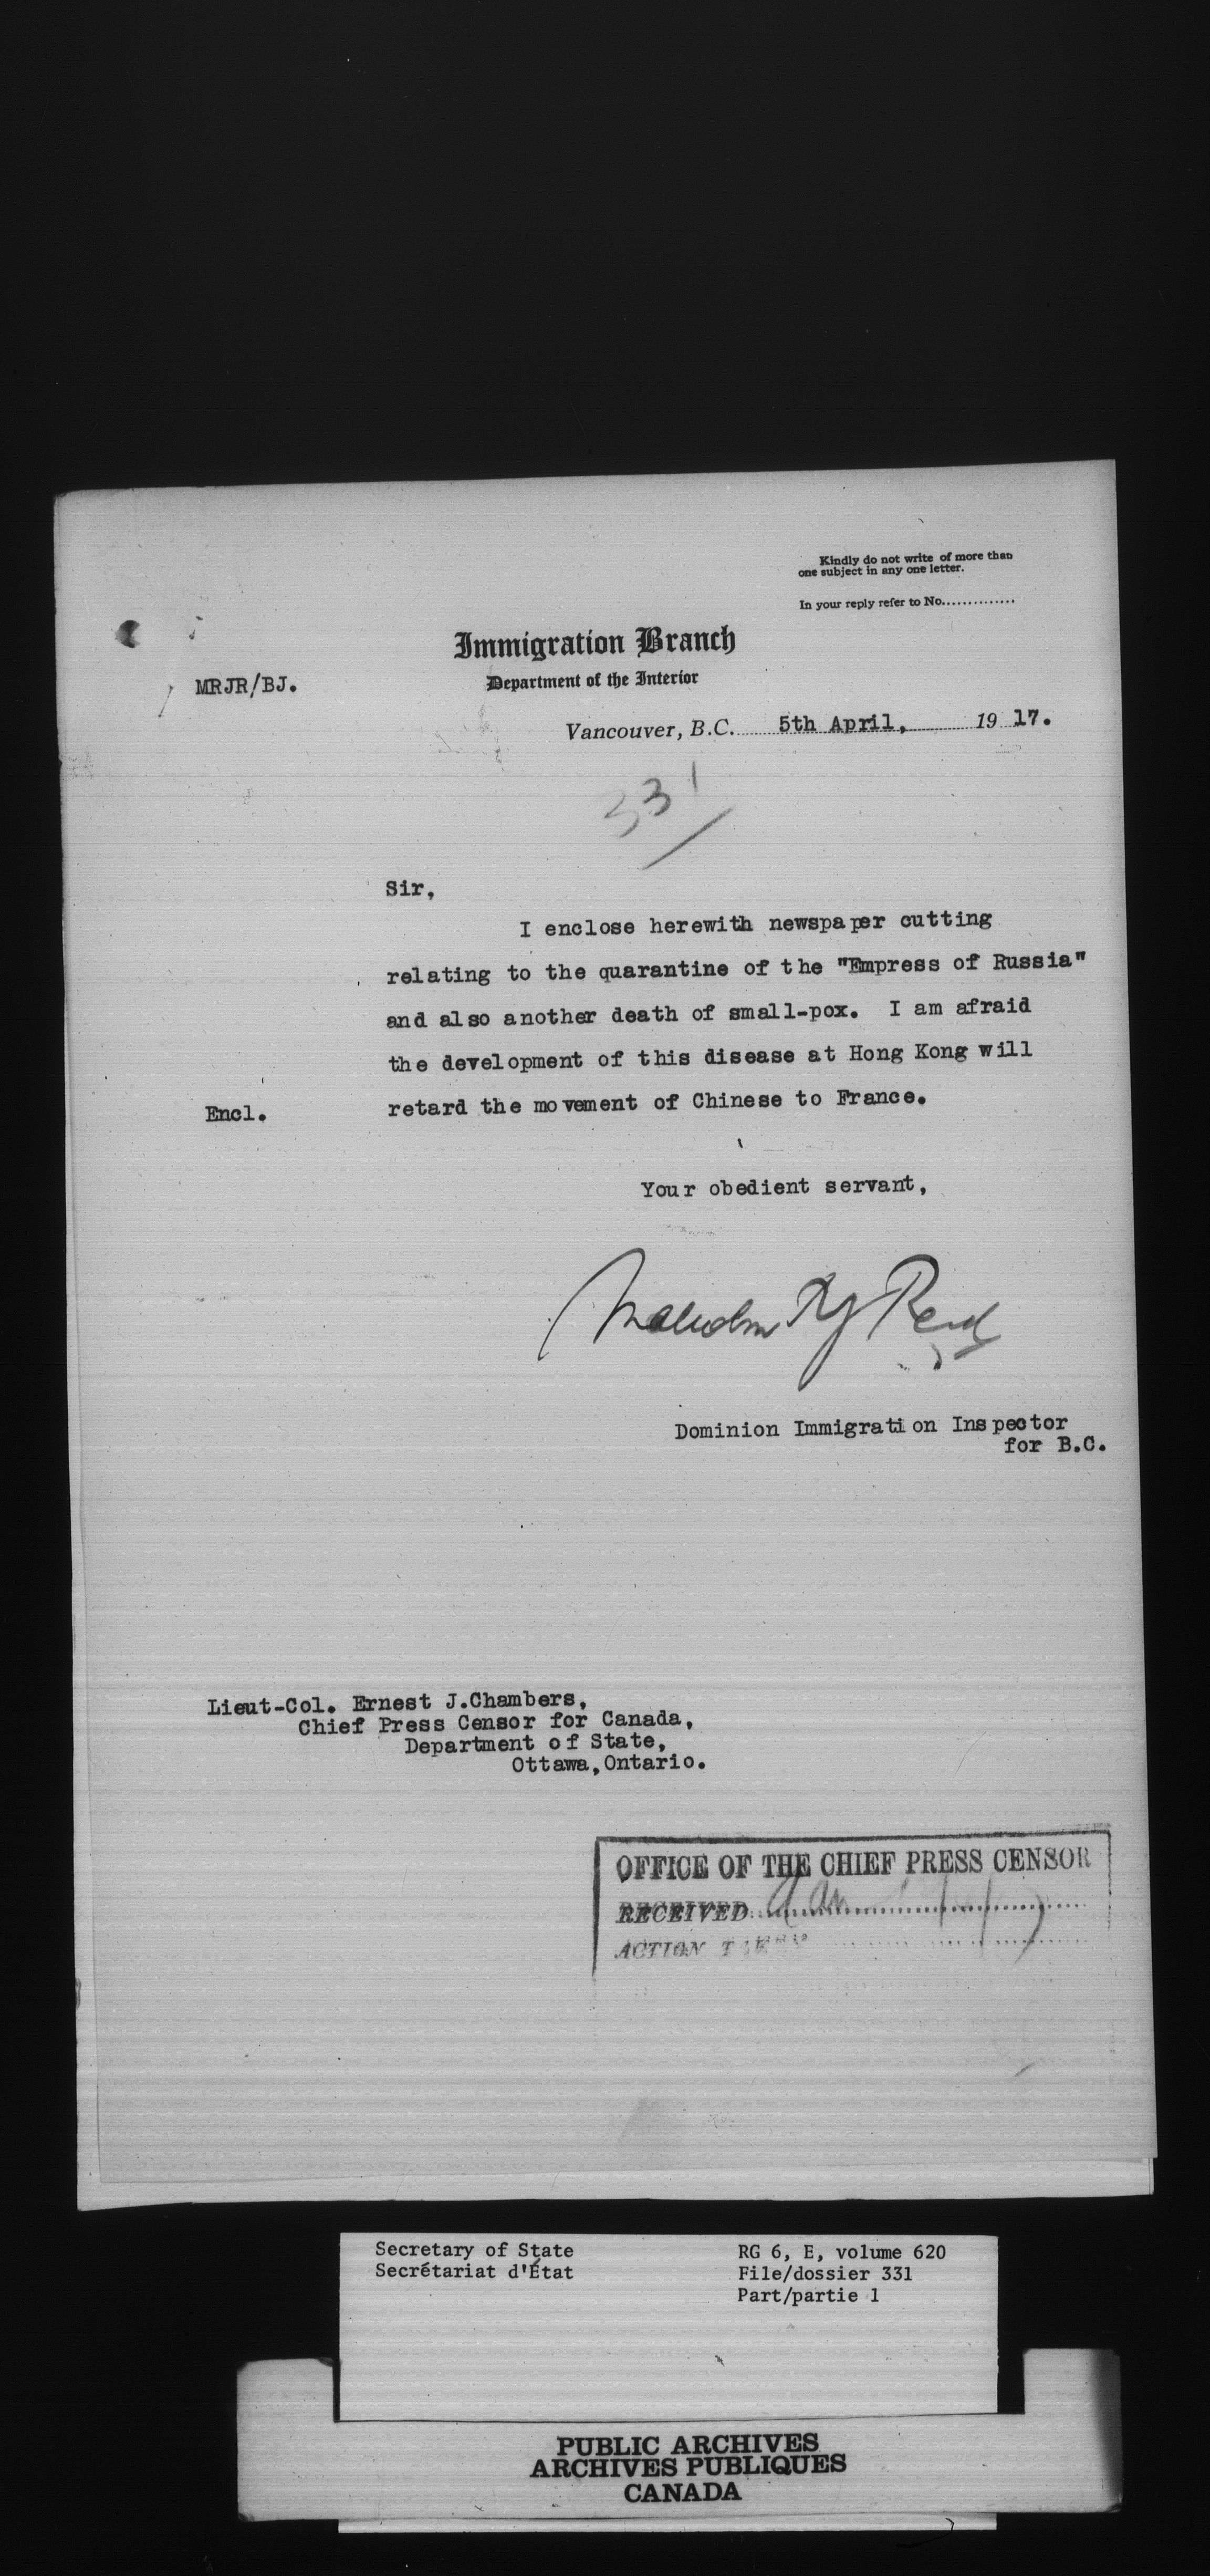 Kindly do not write of more than
one subject in any one letter.
In your reply refer to No..............
Immigration Branch
MRJR/BJ.
Department of the Interior
Vancouver, B.C. 5th April, 19 17.
331
Sir,
I enclose herewith newspaper cutting
relating to the quarantine of the "Empress of Russia"
and also another death of small-pox. I am afraid
the development of this disease at Hong Kong will
Encl.
retard the movement of Chinese to France.
Your obedient servant,
Malcolm RJ Reid
Dominion Immigration Inspector
for B.C.
Lieut-Col. Ernest J.Chambers,
Chief Press Censor for Canada,
Department of State,
Ottawa,Ontario.
OFFICE OF THE CHIEF PRESS CENSOR
RECEIVED
ACTION TAKEN
Secretary of State
Secrétariat d'État
RG 6, E, volume 620
File/dossier 331
Part/partie 1
PUBLIC ARCHIVES
ARCHIVES PUBLIQUES
CANADA